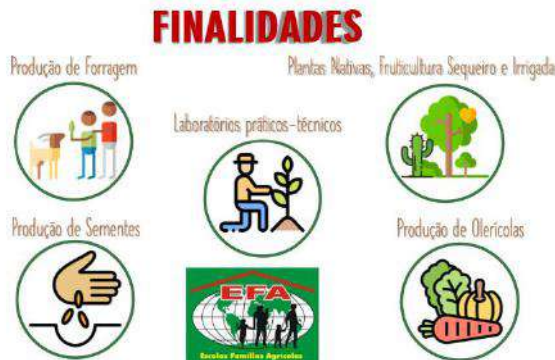 FINALIDADES
Produção de Forragem
Plantas Nativas, Fruticultura Sequeiro e Irrigada
Laboratórios práticos-técnicos
Produção de Sementes
Produção de Olerícolas
EFA
Escolas Famílias Agrícolas